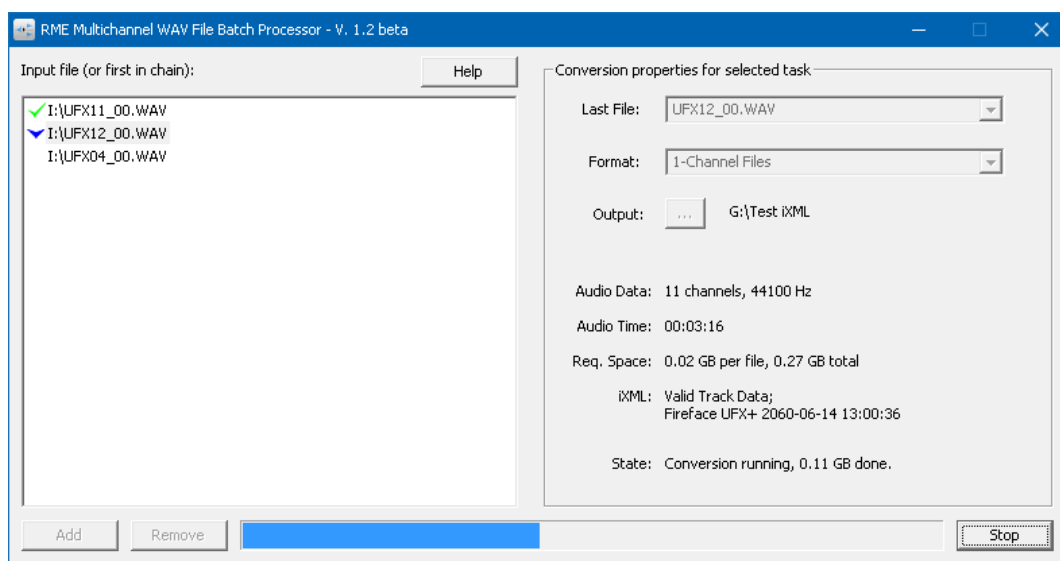 RME Multichannel WAV File Batch Processor - V. 1.2 beta
Input file (or first in chain):
Help
I:\UFX11_00.WAV
I:\UFX12_00.WAV
I:\UFX04_00.WAV
Conversion properties for selected task
Last File: UFX12_00.WAV
Format: 1-Channel Files
Output: ... G:\Test iXML
Audio Data: 11 channels, 44100 Hz
Audio Time: 00:03:16
Req. Space: 0.02 GB per file, 0.27 GB total
iXML: Valid Track Data;
Fireface UFX+ 2060-06-14 13:00:36
State: Conversion running, 0.11 GB done.
Add Remove Stop